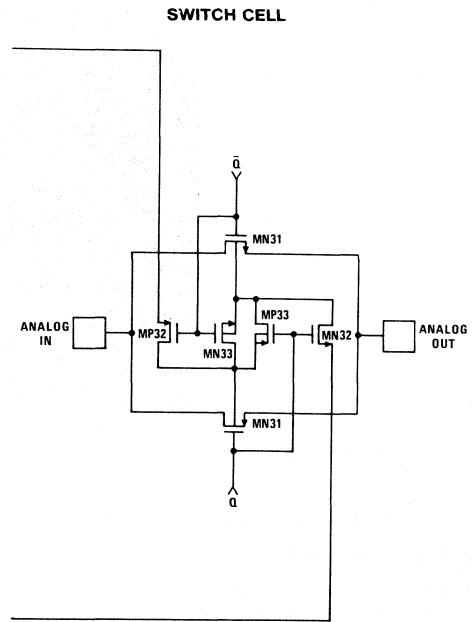 SWITCH CELL
Q̄
MN31
MP33
ANALOG
IN
MP32
MN33
MN32
ANALOG
OUT
MN31
Q